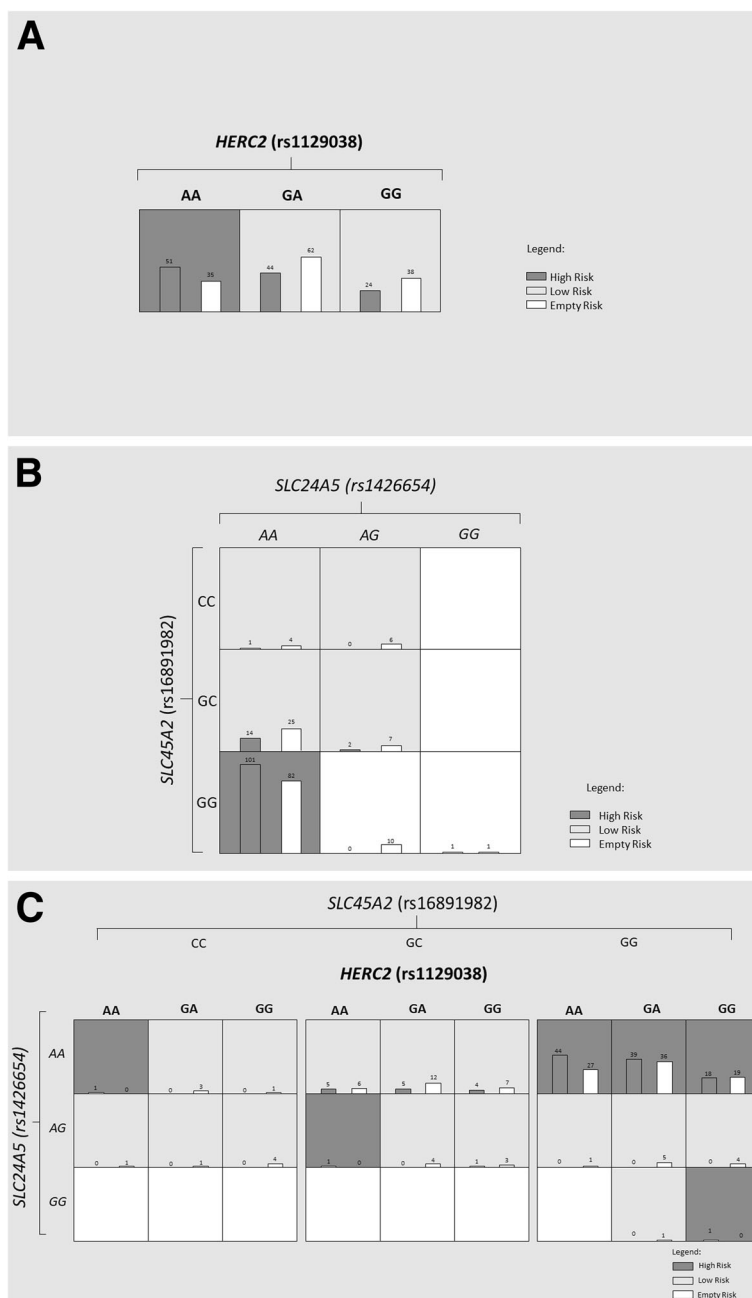 A
HERC2 (rs1129038)
AA GA GG
51 35 44 62 24 38
Legend:
High Risk
Low Risk
Empty Risk
B
SLC24A5 (rs1426654)
AA AG GG
SLC45A2 (rs16891982)
CC
1 4 0 6
GC
14 25 2 7
GG
101 82 0 10 1 1
Legend:
High Risk
Low Risk
Empty Risk
C
SLC45A2 (rs16891982)
CC GC GG
HERC2 (rs1129038)
AA GA GG AA GA GG AA GA GG
SLC24A5 (rs1426654)
AA
1 0 0 3 0 1 5 6 5 12 4 7 44 27 39 36 18 19
AG
0 1 0 1 0 4 1 0 0 4 1 3 0 1 0 5 0 4
GG
0 1 1 0
Legend:
High Risk
Low Risk
Empty Risk